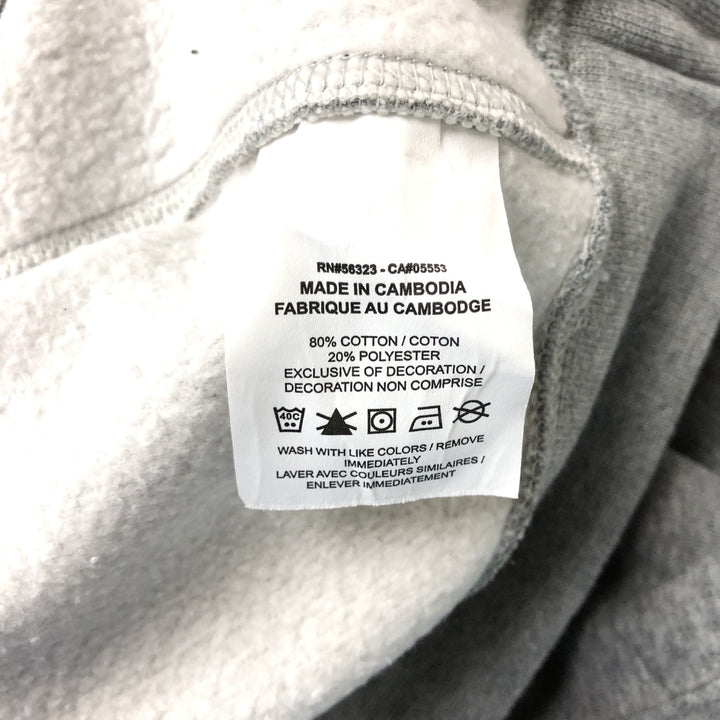 RN#56323 - CA#05553
MADE IN CAMBODIA
FABRIQUE AU CAMBODGE
80% COTTON / COTON
20% POLYESTER
EXCLUSIVE OF DECORATION /
DECORATION NON COMPRISE
40C
WASH WITH LIKE COLORS / REMOVE
IMMEDIATELY
LAVER AVEC COULEURS SIMILAIRES /
ENLEVER IMMEDIATEMENT